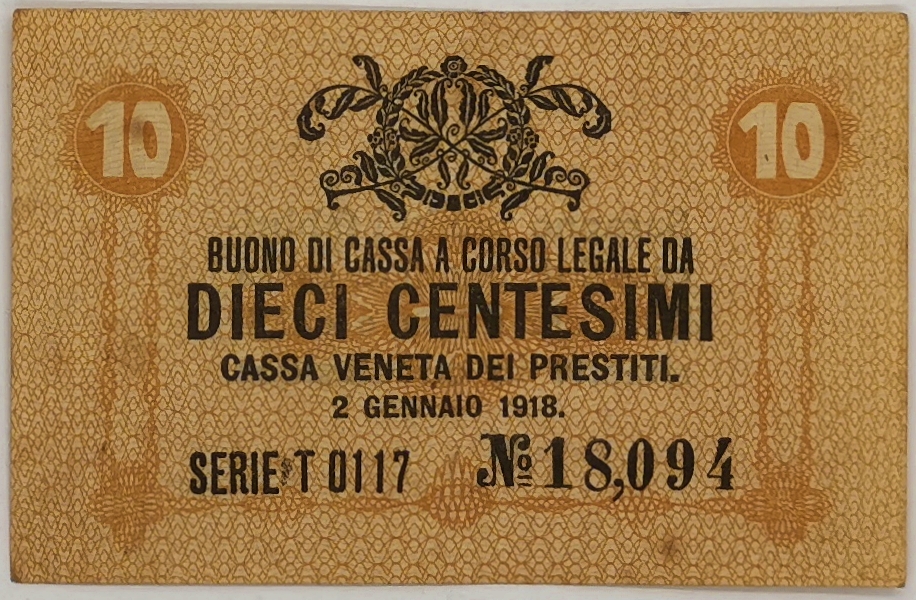 10 10
BUONO DI CASSA A CORSO LEGALE DA
DIECI CENTESIMI
CASSA VENETA DEI PRESTITI.
2 GENNAIO 1918.
SERIE T 0117 No 18,094